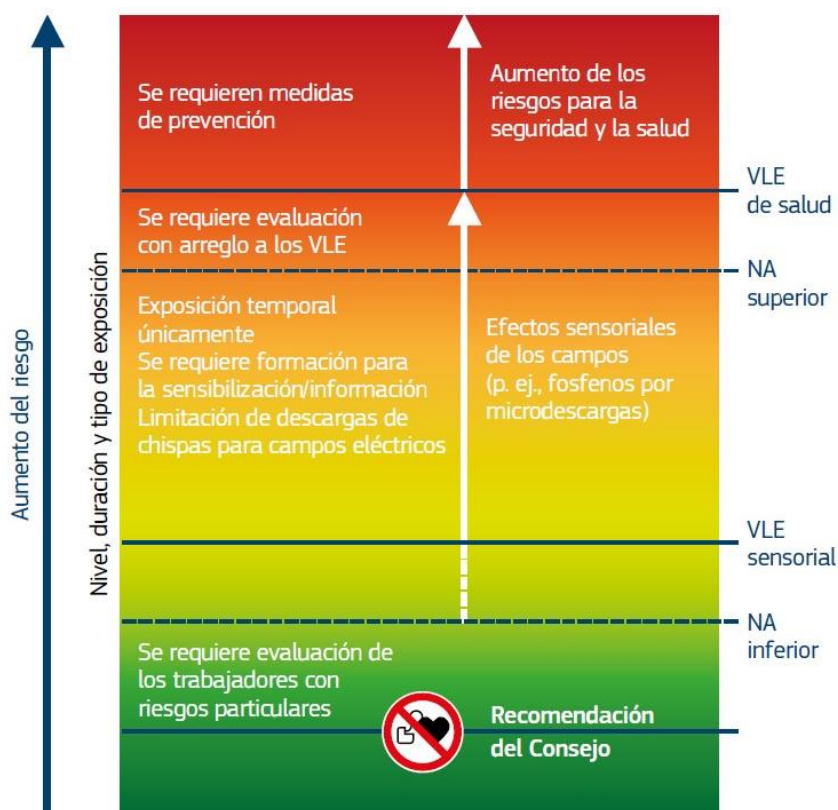 Aumento del riesgo
Nivel, duración y tipo de exposición
Se requieren medidas
de prevención
Aumento de los
riesgos para la
seguridad y la salud
VLE
de salud
Se requiere evaluación
con arreglo a los VLE
NA
superior
Exposición temporal
únicamente
Se requiere formación para
la sensibilización/información
Limitación de descargas de
chispas para campos eléctricos
Efectos sensoriales
de los campos
(p. ej., fosfenos por
microdescargas)
VLE
sensorial
NA
inferior
Se requiere evaluación de
los trabajadores con
riesgos particulares
Recomendación
del Consejo